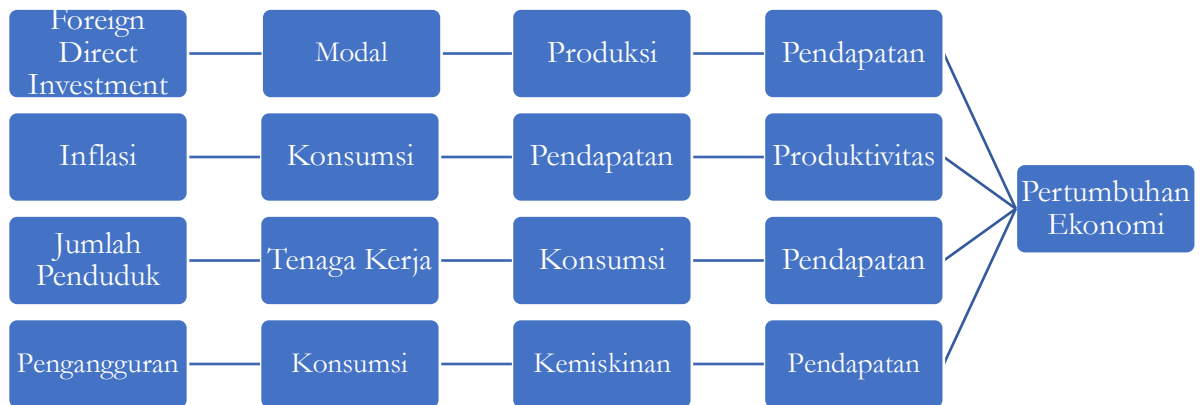 Foreign
Direct
Investment
Modal
Produksi
Pendapatan
Inflasi
Konsumsi
Pendapatan
Produktivitas
Jumlah
Penduduk
Tenaga Kerja
Konsumsi
Pendapatan
Pengangguran
Konsumsi
Kemiskinan
Pendapatan
Pertumbuhan
Ekonomi